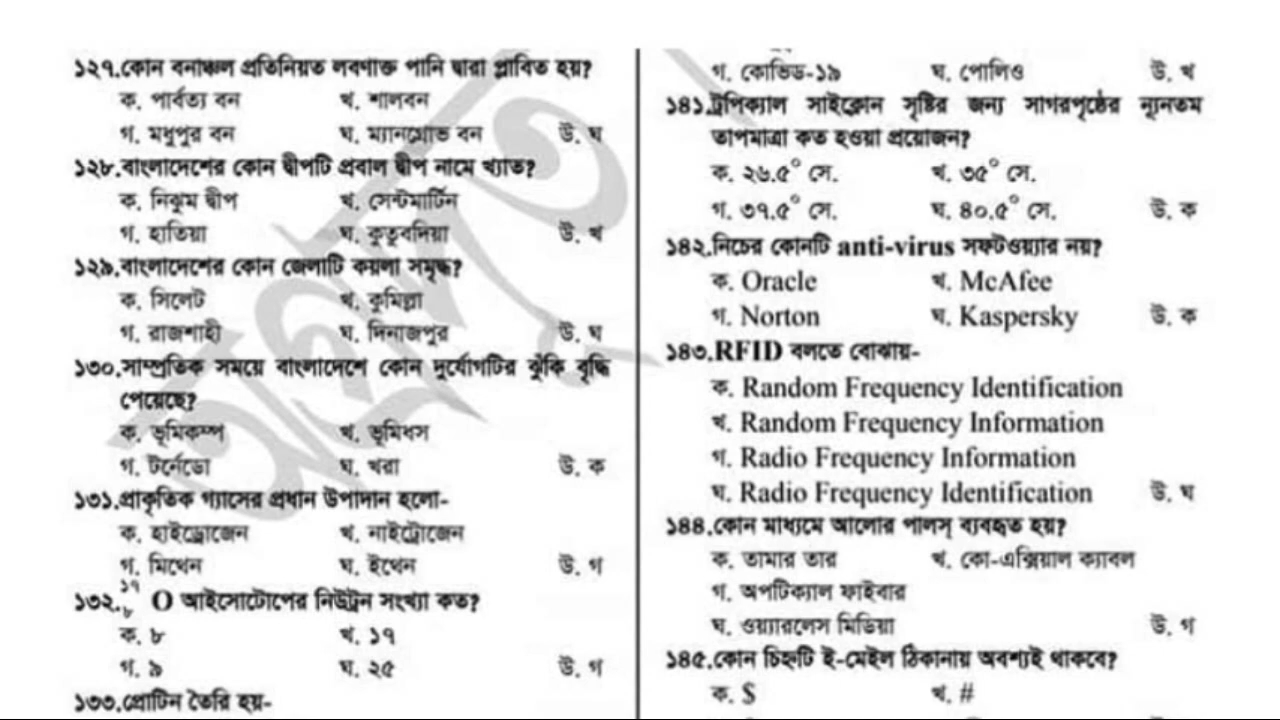 ১২৭.কোন বনাঞ্চল প্রতিনিয়ত লবণাক্ত পানি দ্বারা প্লাবিত হয়?
ক. পার্বত্য বন খ. শালবন
গ. মধুপুর বন ঘ. ম্যানগ্রোভ বন উ. ঘ
১২৮.বাংলাদেশের কোন দ্বীপটি প্রবাল দ্বীপ নামে খ্যাত?
ক. নিঝুম দ্বীপ খ. সেন্টমার্টিন
গ. হাতিয়া ঘ. কুতুবদিয়া উ. খ
১২৯.বাংলাদেশের কোন জেলাটি কয়লা সমৃদ্ধ?
ক. সিলেট খ. কুমিল্লা
গ. রাজশাহী ঘ. দিনাজপুর উ. ঘ
১৩০.সাম্প্রতিক সময়ে বাংলাদেশে কোন দুর্যোগটির ঝুঁকি বৃদ্ধি
পেয়েছে?
ক. ভূমিকম্প খ. ভূমিধস
গ. টর্নেডো ঘ. খরা উ. ক
১৩১.প্রাকৃতিক গ্যাসের প্রধান উপাদান হলো-
ক. হাইড্রোজেন খ. নাইট্রোজেন
গ. মিথেন ঘ. ইথেন উ. গ
১৩২.¹⁷₈ O আইসোটোপের নিউট্রন সংখ্যা কত?
ক. ৮ খ. ১৭
গ. ৯ ঘ. ২৫ উ. গ
১৩৩.প্রোটিন তৈরি হয়-
গ. কোভিড-১৯ ঘ. পোলিও উ. খ
১৪১.ট্রপিক্যাল সাইক্লোন সৃষ্টির জন্য সাগরপৃষ্ঠের ন্যূনতম
তাপমাত্রা কত হওয়া প্রয়োজন?
ক. ২৬.৫° সে. খ. ৩৫° সে.
গ. ৩৭.৫° সে. ঘ. ৪০.৫° সে. উ. ক
১৪২.নিচের কোনটি anti-virus সফটওয়্যার নয়?
ক. Oracle খ. McAfee
গ. Norton ঘ. Kaspersky উ. ক
১৪৩.RFID বলতে বোঝায়-
ক. Random Frequency Identification
খ. Random Frequency Information
গ. Radio Frequency Information
ঘ. Radio Frequency Identification উ. ঘ
১৪৪.কোন মাধ্যমে আলোর পালস্ ব্যবহৃত হয়?
ক. তামার তার খ. কো-এক্সিয়াল ক্যাবল
গ. অপটিক্যাল ফাইবার
ঘ. ওয়্যারলেস মিডিয়া উ. গ
১৪৫.কোন চিহ্নটি ই-মেইল ঠিকানায় অবশ্যই থাকবে?
ক. $ খ. #